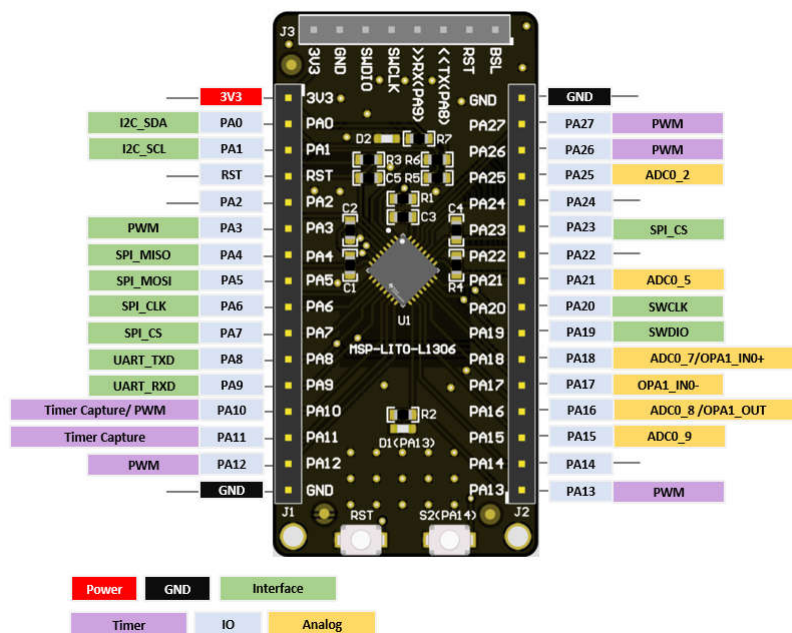 J3
3V3 GND SWDIO SWCLK >>RX(PA9) <<TX(PA8) RST BSL
3V3 3V3 GND GND
I2C_SDA PA0 PA0 D2 R7 PA27 PA27 PWM
I2C_SCL PA1 PA1 R3 R6 PA26 PA26 PWM
RST RST C5 R5 PA25 PA25 ADC0_2
PA2 PA2 R1 PA24 PA24
C2 C3 C4
PWM PA3 PA3 PA23 PA23 SPI_CS
SPI_MISO PA4 PA4 PA22 PA22
SPI_MOSI PA5 PA5 C1 R4 PA21 PA21 ADC0_5
SPI_CLK PA6 PA6 U1 PA20 PA20 SWCLK
SPI_CS PA7 PA7 PA19 PA19 SWDIO
UART_TXD PA8 PA8 MSP-LITO-L1306 PA18 PA18 ADC0_7/OPA1_IN0+
UART_RXD PA9 PA9 PA17 PA17 OPA1_IN0-
Timer Capture/ PWM PA10 PA10 R2 PA16 PA16 ADC0_8 /OPA1_OUT
Timer Capture PA11 PA11 D1(PA13) PA15 PA15 ADC0_9
PWM PA12 PA12 PA14 PA14
GND GND PA13 PA13 PWM
J1 RST S2(PA14) J2
Power GND Interface
Timer IO Analog